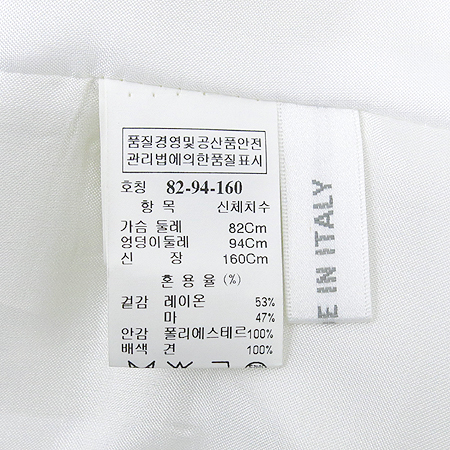 품질경영및공산품안전
관리법에의한품질표시
호칭 82-94-160
항 목 신체치수
가슴 둘레 82Cm
엉덩이둘레 94Cm
신 장 160Cm
혼 용 율 (%)
겉감 레이온 53%
마 47%
안감 폴리에스테르 100%
배색 견 100%
IN ITALY